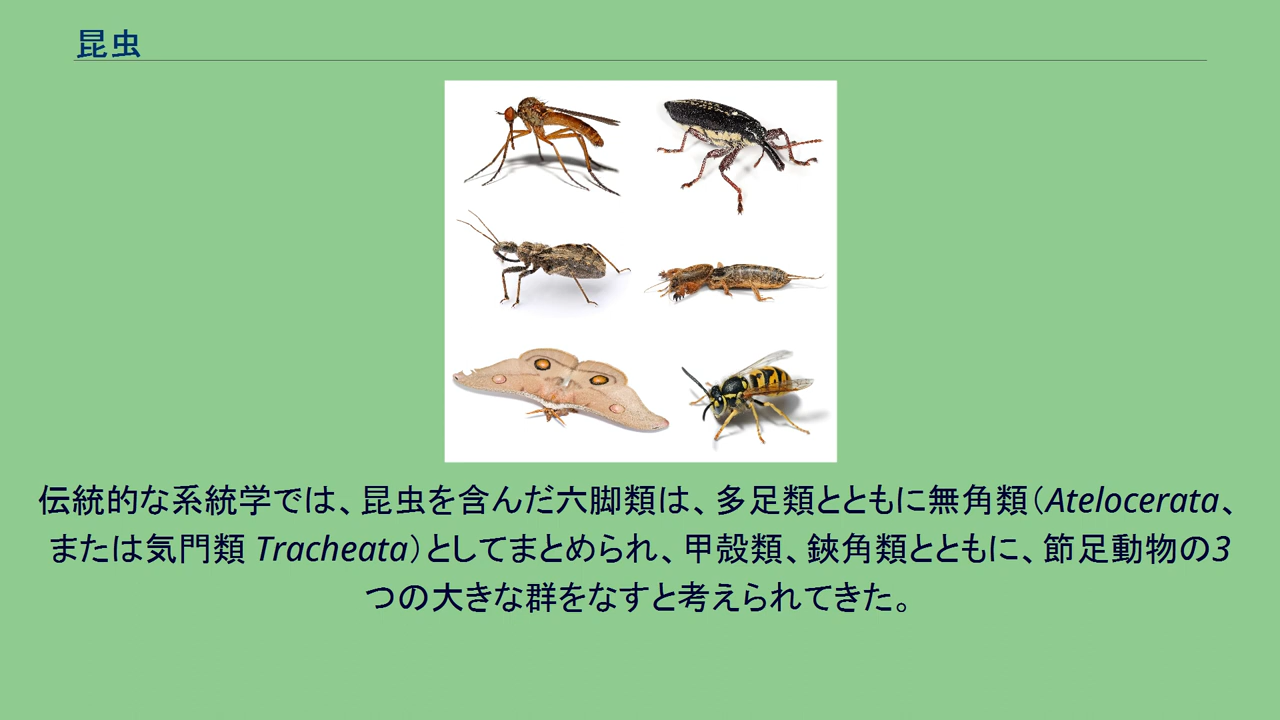 昆虫
伝統的な系統学では、昆虫を含んだ六脚類は、多足類とともに無角類（Atelocerata、
または気門類 Tracheata）としてまとめられ、甲殻類、鋏角類とともに、節足動物の3
つの大きな群をなすと考えられてきた。